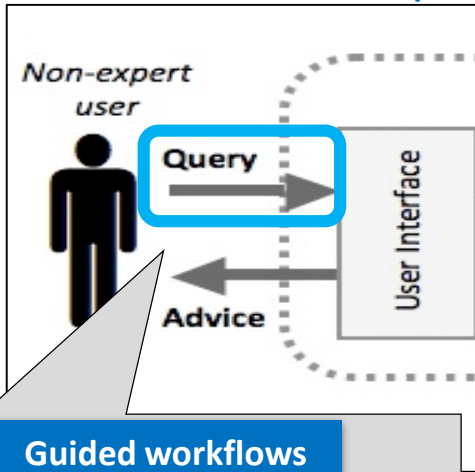 Non-expert
user
Query
User Interface
Advice
Guided workflows